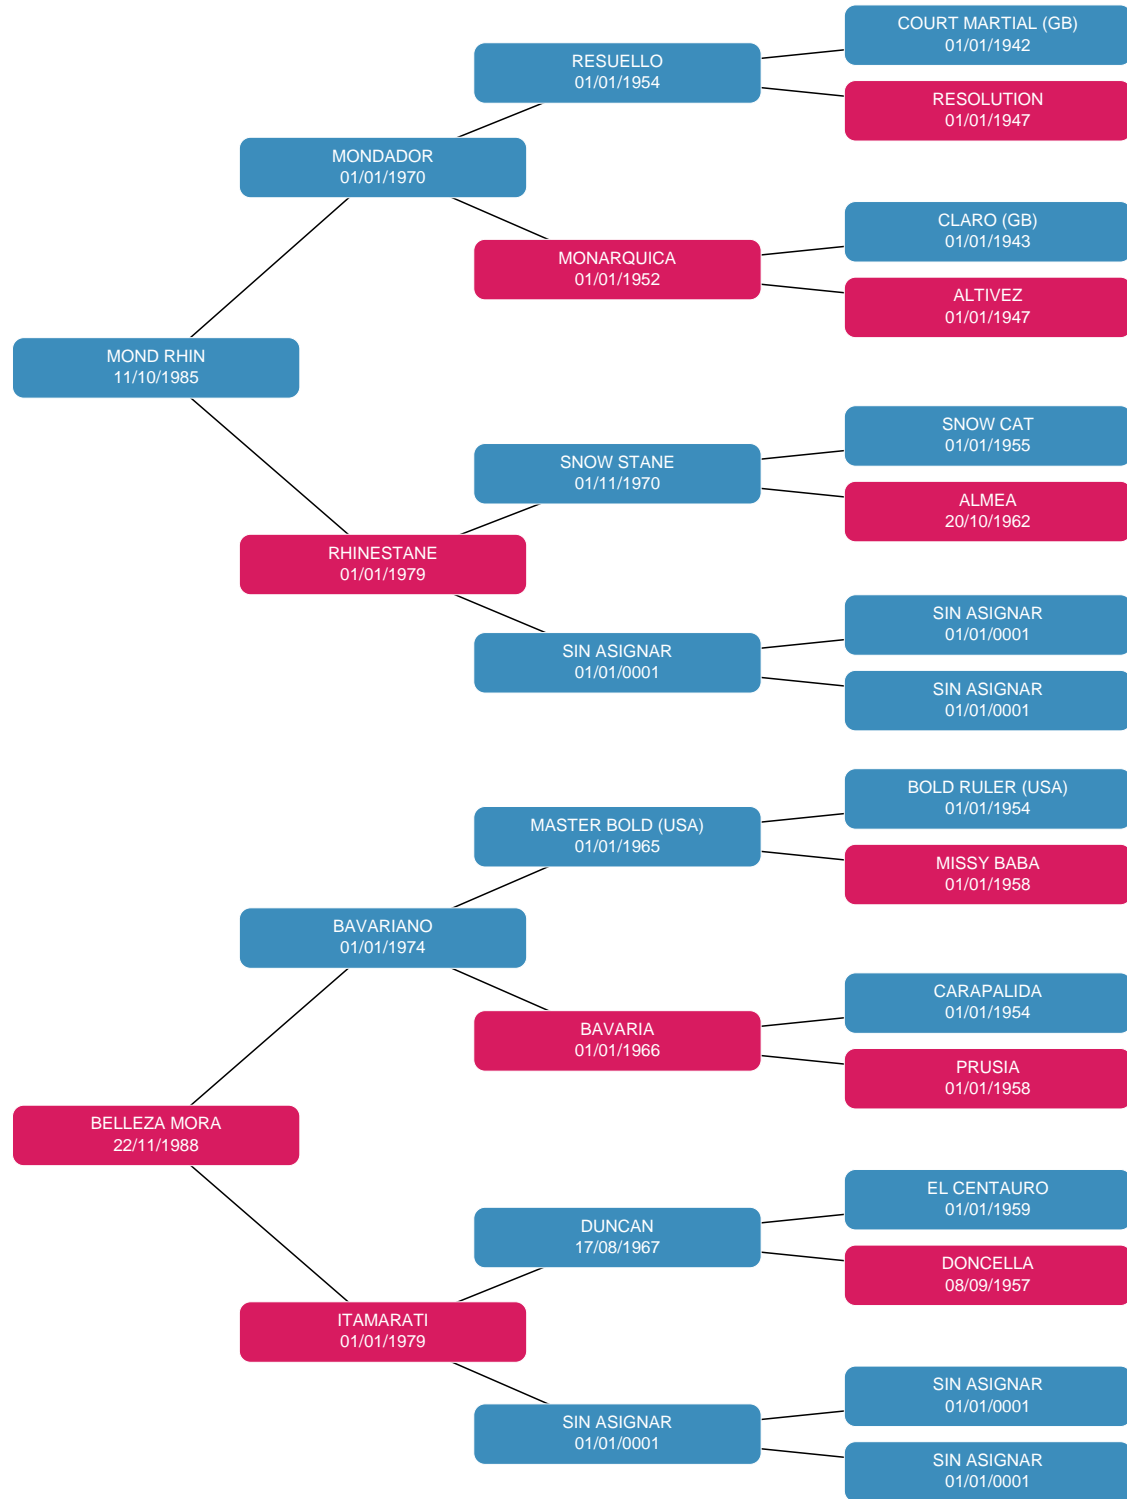 COURT MARTIAL (GB)
01/01/1942
RESUELLO
01/01/1954
RESOLUTION
01/01/1947
MONDADOR
01/01/1970
CLARO (GB)
01/01/1943
MONARQUICA
01/01/1952
ALTIVEZ
01/01/1947
MOND RHIN
11/10/1985
SNOW CAT
01/01/1955
SNOW STANE
01/11/1970
ALMEA
20/10/1962
RHINESTANE
01/01/1979
SIN ASIGNAR
01/01/0001
SIN ASIGNAR
01/01/0001
SIN ASIGNAR
01/01/0001
BOLD RULER (USA)
01/01/1954
MASTER BOLD (USA)
01/01/1965
MISSY BABA
01/01/1958
BAVARIANO
01/01/1974
CARAPALIDA
01/01/1954
BAVARIA
01/01/1966
PRUSIA
01/01/1958
BELLEZA MORA
22/11/1988
EL CENTAURO
01/01/1959
DUNCAN
17/08/1967
DONCELLA
08/09/1957
ITAMARATI
01/01/1979
SIN ASIGNAR
01/01/0001
SIN ASIGNAR
01/01/0001
SIN ASIGNAR
01/01/0001